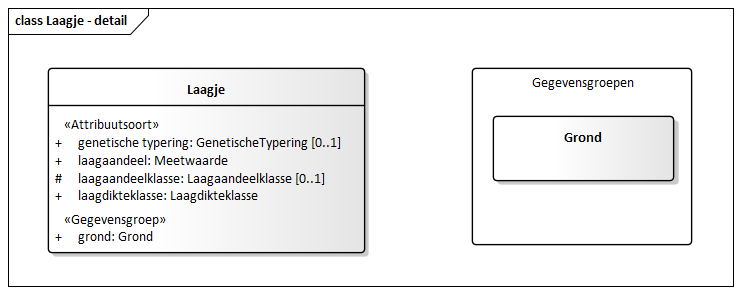 class Laagje - detail
Laagje
«Attribuutsoort»
+ genetische typering: GenetischeTypering [0..1]
+ laagaandeel: Meetwaarde
# laagaandeelklasse: Laagaandeelklasse [0..1]
+ laagdikteklasse: Laagdikteklasse
«Gegevensgroep»
+ grond: Grond
Gegevensgroepen
Grond